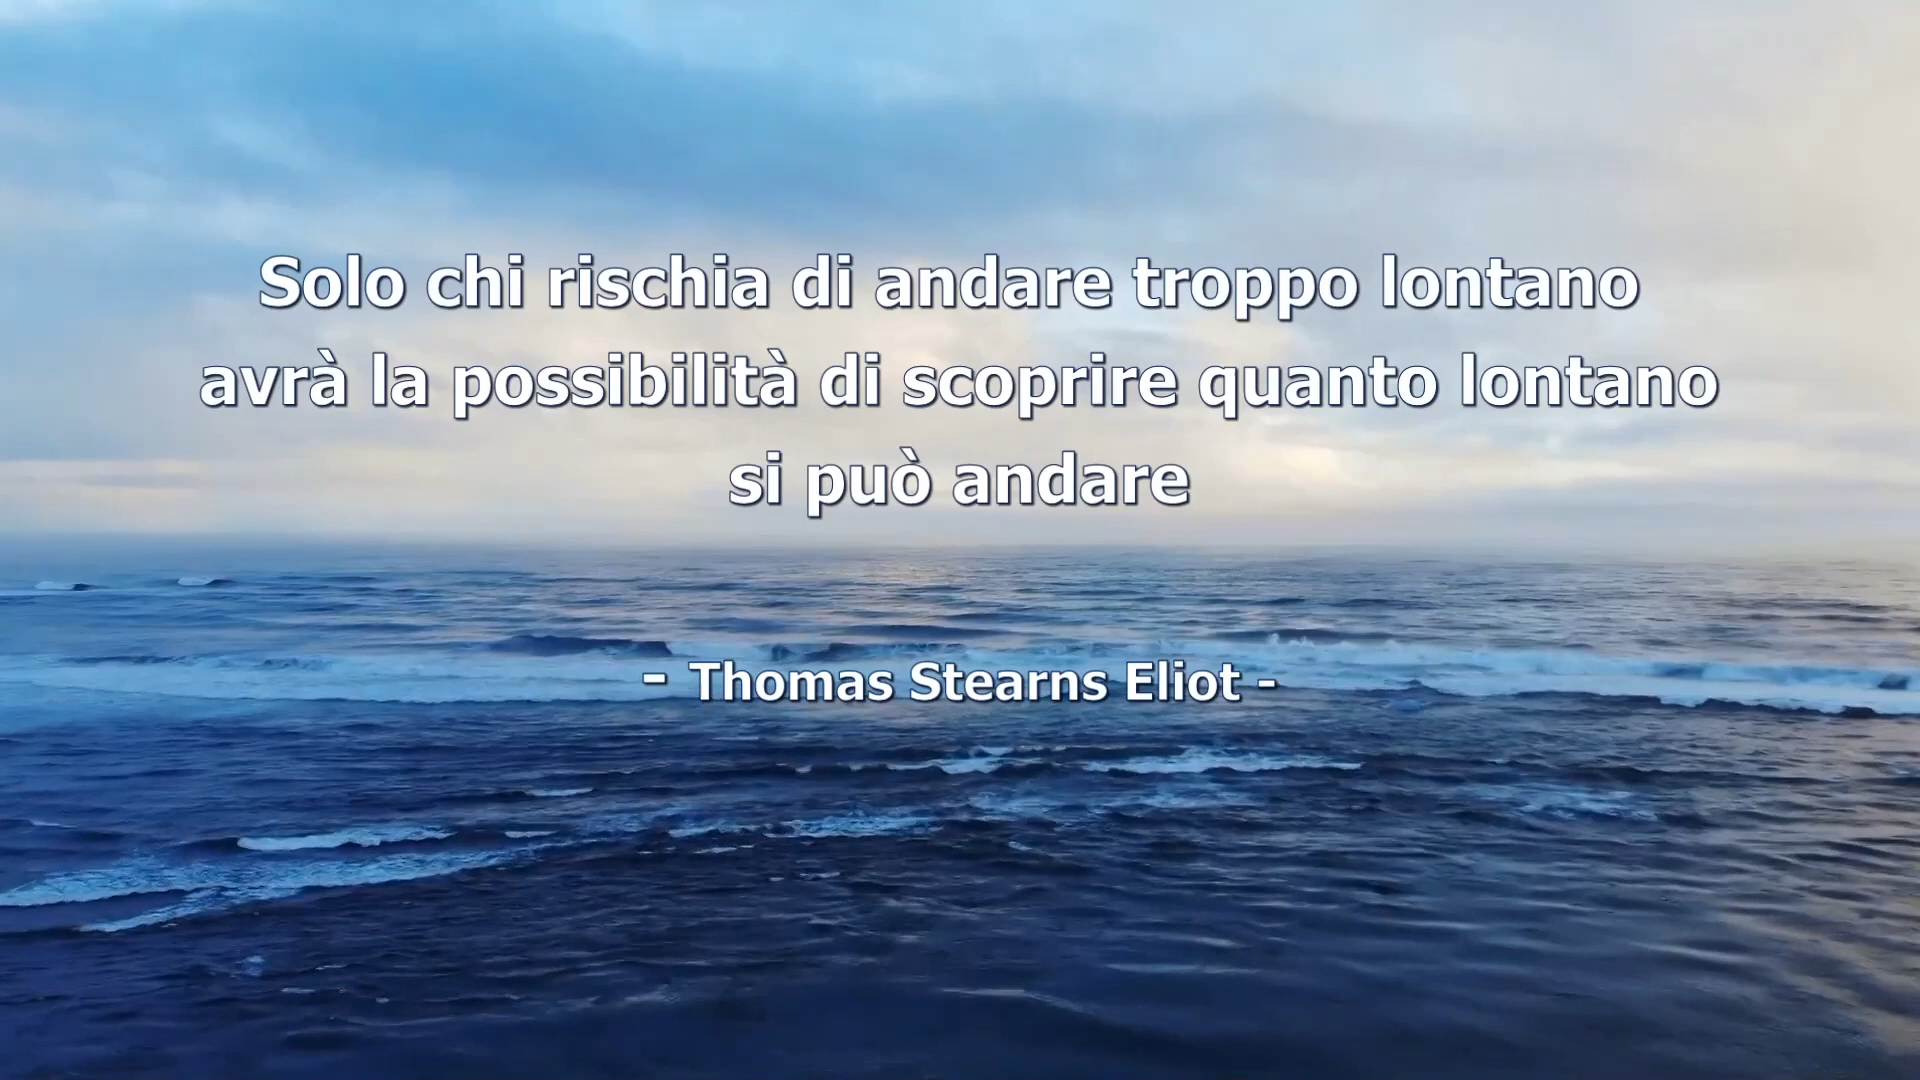 Solo chi rischia di andare troppo lontano
avrà la possibilità di scoprire quanto lontano
si può andare
- Thomas Stearns Eliot -